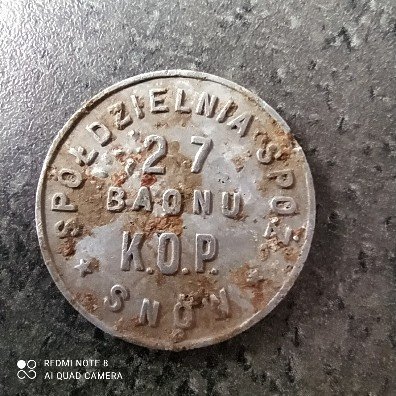 SPÓŁDZIELNIA SPOŻ.
27
BAONU
K.O.P.
SNÓW
REDMI NOTE 8
AI QUAD CAMERA